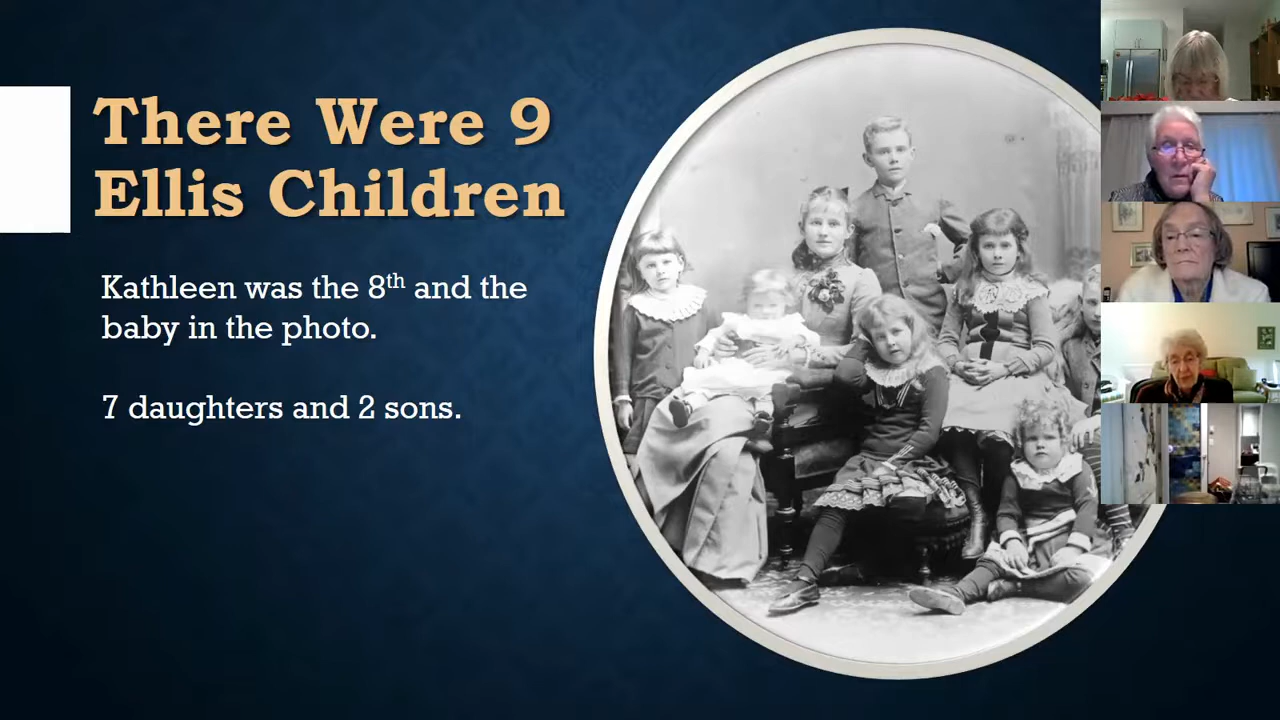 There Were 9
Ellis Children
Kathleen was the 8th and the
baby in the photo.
7 daughters and 2 sons.